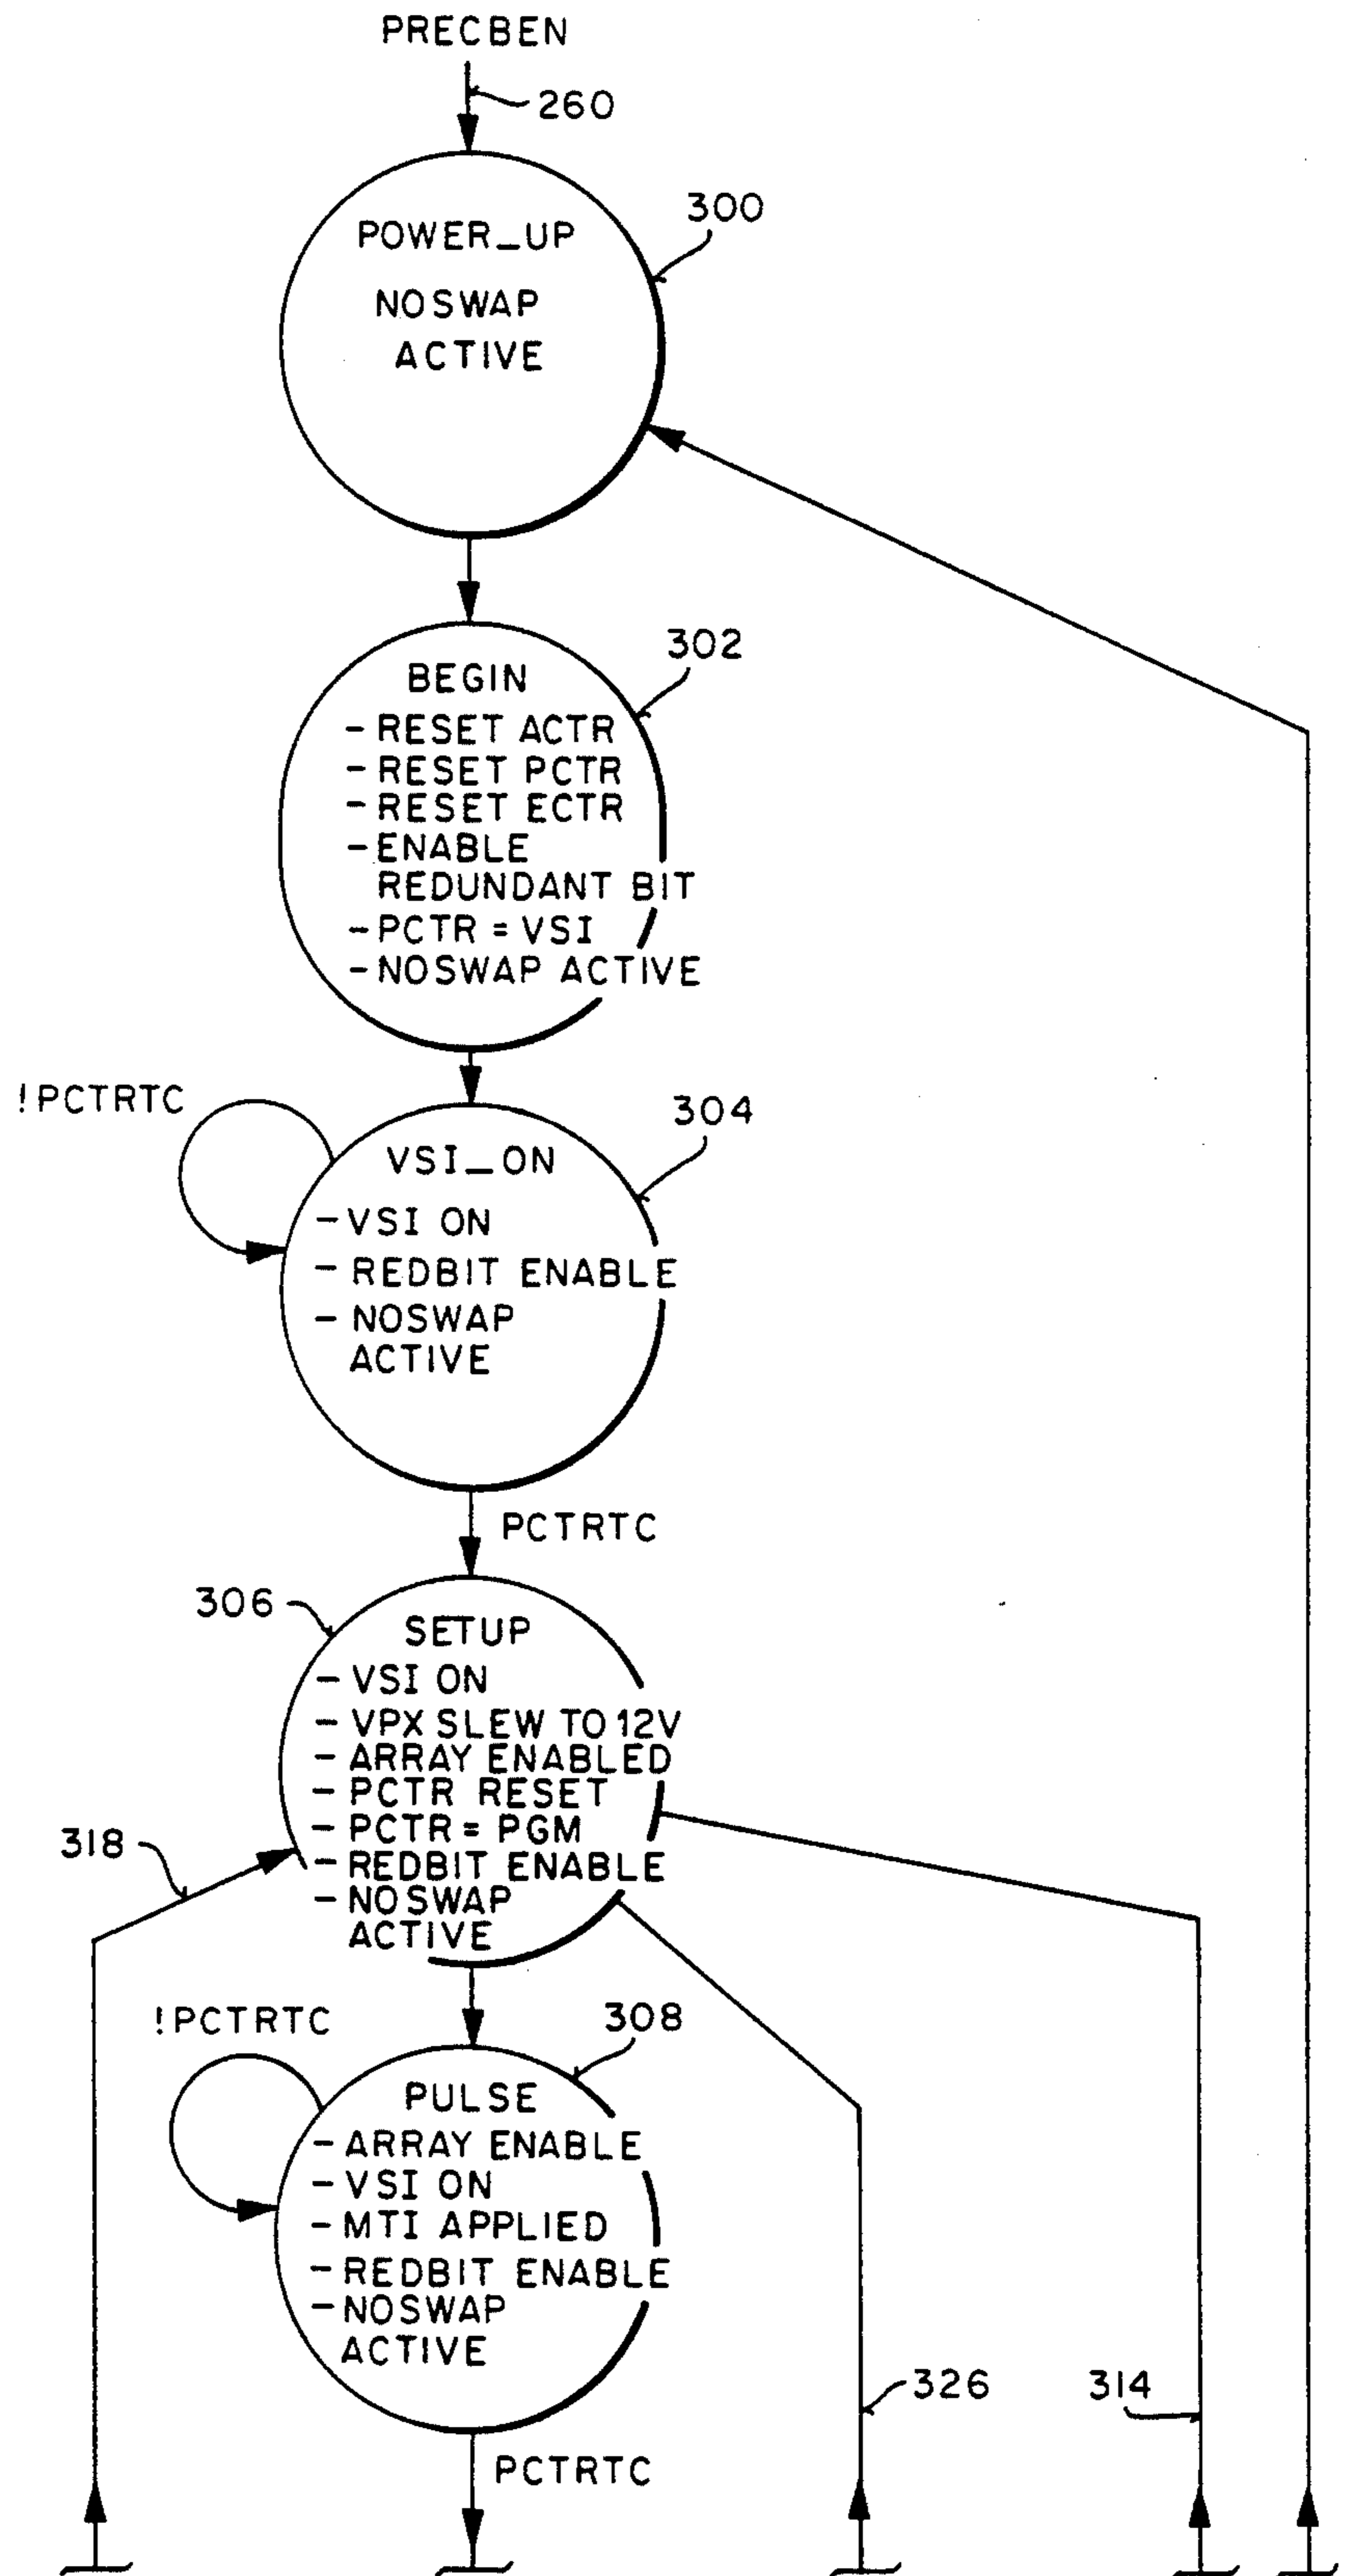 PRECBEN
260
300
POWER_UP
NOSWAP
ACTIVE
302
BEGIN
- RESET ACTR
- RESET PCTR
- RESET ECTR
- ENABLE
REDUNDANT BIT
- PCTR = VSI
- NOSWAP ACTIVE
!PCTRTC
304
VSI_ON
- VSI ON
- REDBIT ENABLE
- NOSWAP
ACTIVE
PCTRTC
306
SETUP
- VSI ON
- VPX SLEW TO 12V
- ARRAY ENABLED
- PCTR RESET
- PCTR = PGM
- REDBIT ENABLE
- NOSWAP
ACTIVE
318
!PCTRTC
308
PULSE
- ARRAY ENABLE
- VSI ON
- MTI APPLIED
- REDBIT ENABLE
- NOSWAP
ACTIVE
326
314
PCTRTC